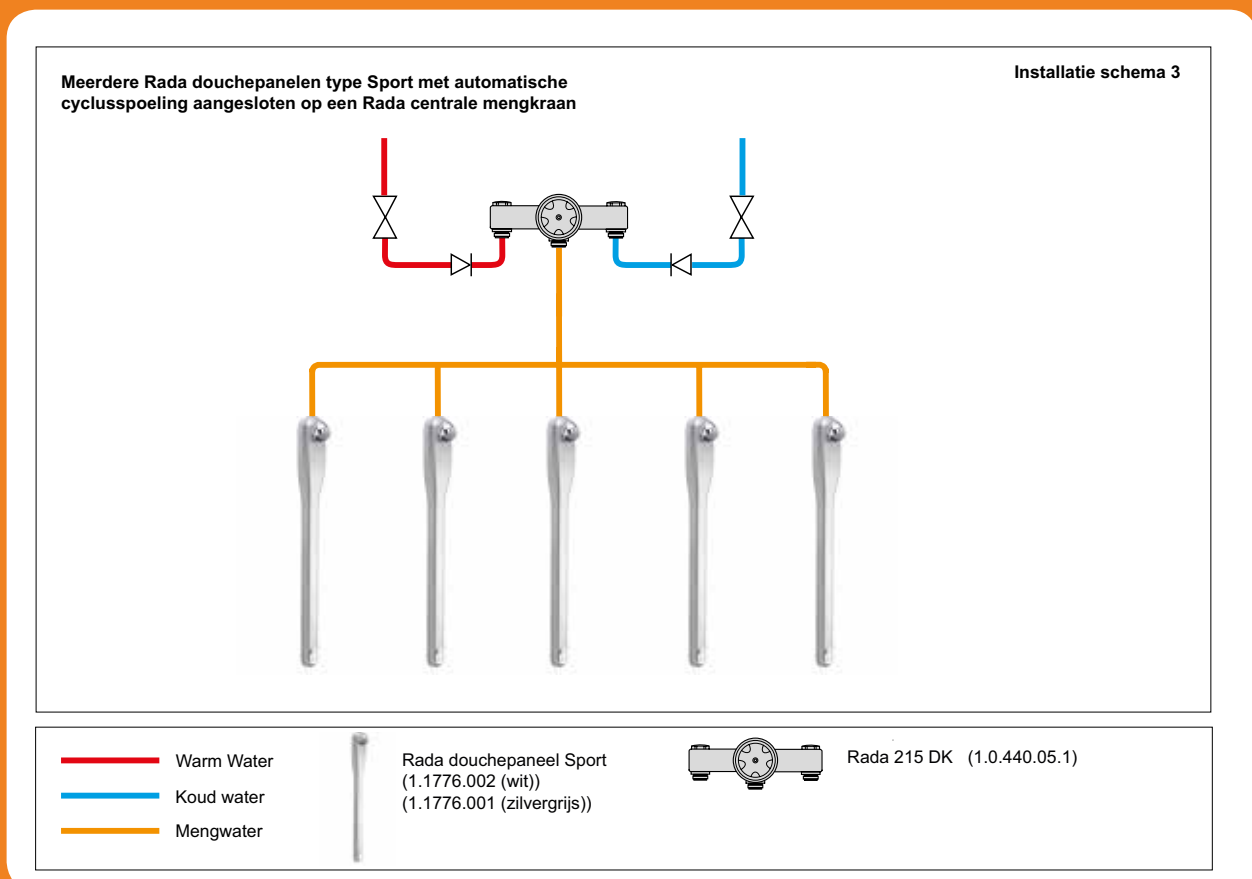 Meerdere Rada douchepanelen type Sport met automatische
cyclusspoeling aangesloten op een Rada centrale mengkraan
Installatie schema 3
Warm Water
Koud water
Mengwater
Rada douchepaneel Sport
(1.1776.002 (wit))
(1.1776.001 (zilvergrijs))
Rada 215 DK (1.0.440.05.1)